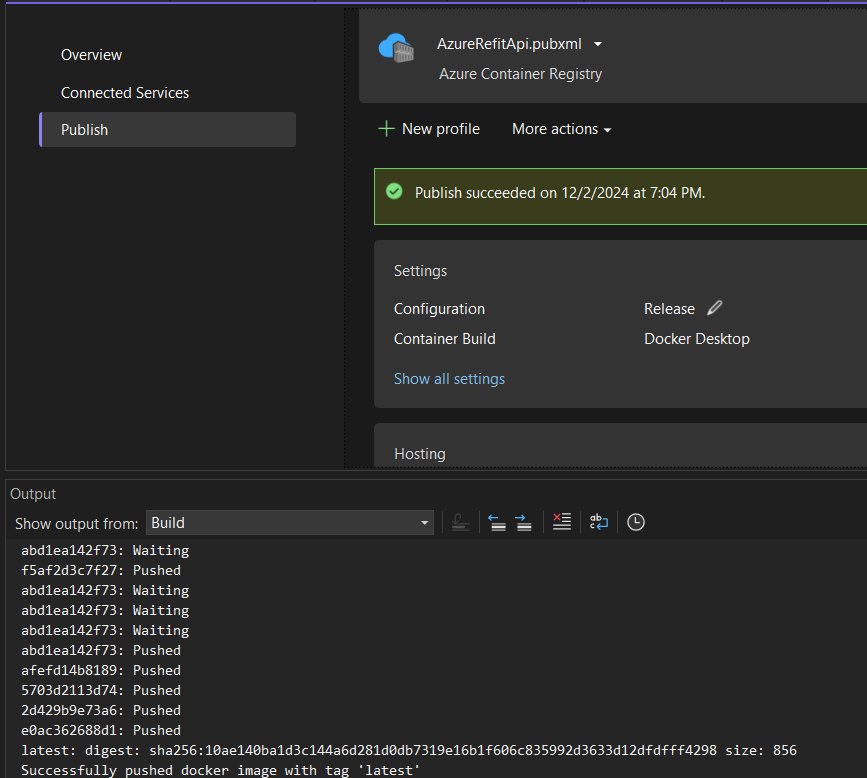 Overview
Connected Services
Publish
AzureRefitApi.pubxml
Azure Container Registry
New profile
More actions
Publish succeeded on 12/2/2024 at 7:04 PM.
Settings
Configuration
Release
Container Build
Docker Desktop
Show all settings
Hosting
Output
Show output from: Build
abd1ea142f73: Waiting
f5af2d3c7f27: Pushed
abd1ea142f73: Waiting
abd1ea142f73: Waiting
abd1ea142f73: Waiting
abd1ea142f73: Pushed
afefd14b8189: Pushed
5703d2113d74: Pushed
2d429b9e73a6: Pushed
e0ac362688d1: Pushed
latest: digest: sha256:10ae140ba1d3c144a6d281d0db7319e16b1f606c835992d3633d12dfdfff4298 size: 856
Successfully pushed docker image with tag 'latest'